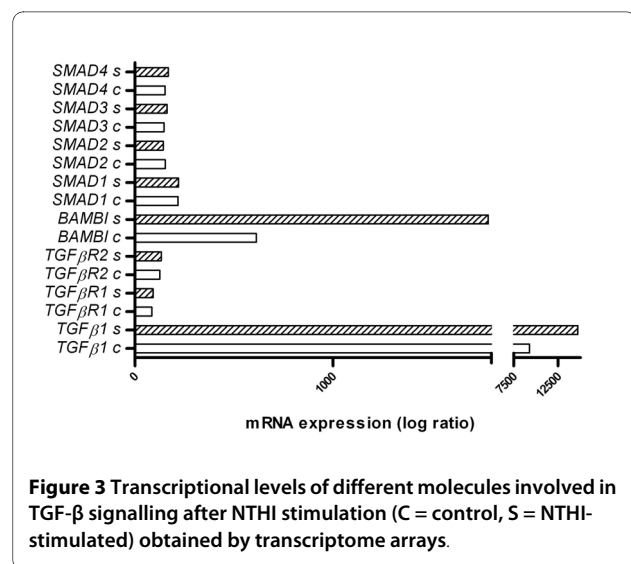 SMAD4 s
SMAD4 c
SMAD3 s
SMAD3 c
SMAD2 s
SMAD2 c
SMAD1 s
SMAD1 c
BAMBI s
BAMBI c
TGFβR2 s
TGFβR2 c
TGFβR1 s
TGFβR1 c
TGFβ1 s
TGFβ1 c
0 1000 7500 12500
mRNA expression (log ratio)
Figure 3 Transcriptional levels of different molecules involved in
TGF-β signalling after NTHI stimulation (C = control, S = NTHI-
stimulated) obtained by transcriptome arrays.